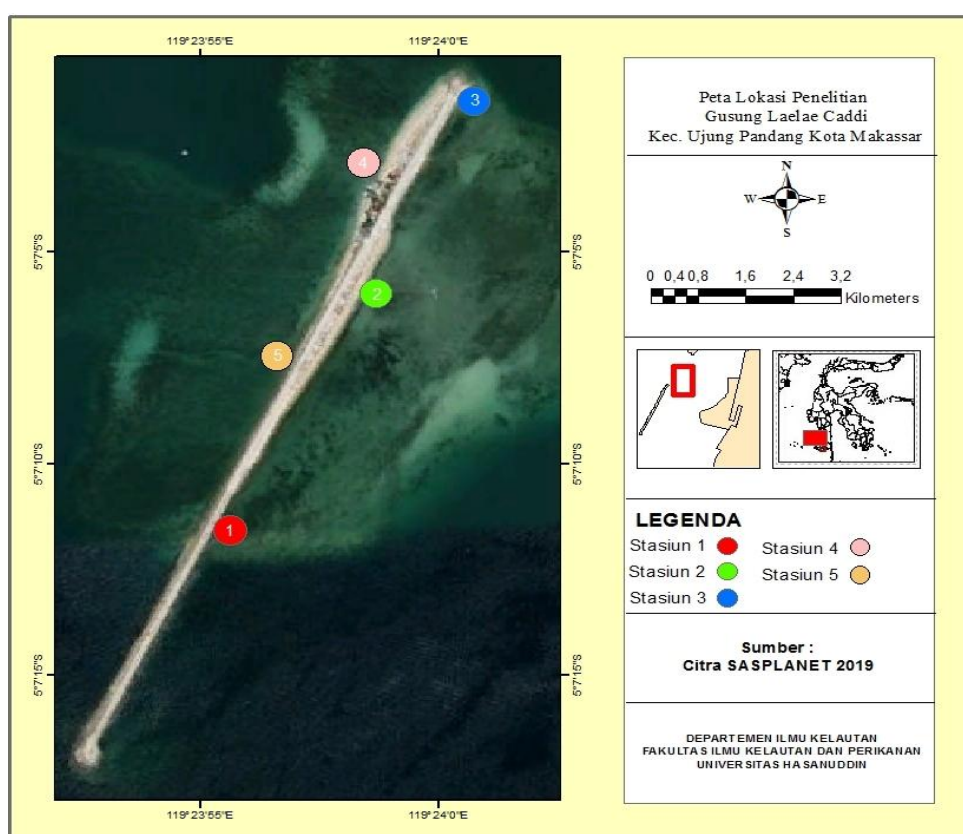 119°23'55"E
119°24'0"E
5°7'5"S
5°7'10"S
5°7'15"S
3
4
2
5
1
5°7'5"S
5°7'10"S
5°7'15"S
119°23'55"E
119°24'0"E
Peta Lokasi Penelitian
Gusung Laelae Caddi
Kec. Ujung Pandang Kota Makassar
N
W E
S
0 0,4 0,8 1,6 2,4 3,2
Kilometers
LEGENDA
Stasiun 1 Stasiun 4
Stasiun 2 Stasiun 5
Stasiun 3
Sumber :
Citra SASPLANET 2019
DEPARTEMEN ILMU KELAUTAN
FAKULTAS ILMU KELAUTAN DAN PERIKANAN
UNIVERSITAS HASANUDDIN